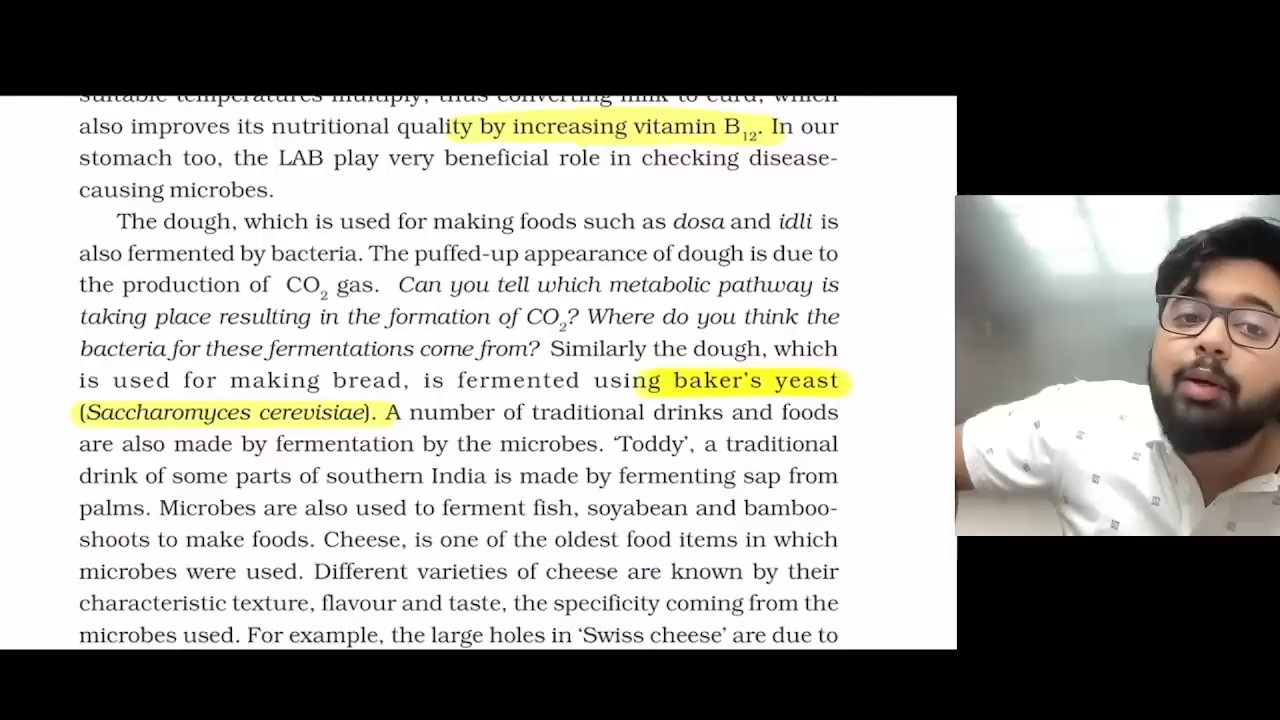 suitable temperatures multiply, thus converting milk to curd, which
also improves its nutritional quality by increasing vitamin B12. In our
stomach too, the LAB play very beneficial role in checking disease-
causing microbes.
The dough, which is used for making foods such as dosa and idli is
also fermented by bacteria. The puffed-up appearance of dough is due to
the production of CO2 gas. Can you tell which metabolic pathway is
taking place resulting in the formation of CO2? Where do you think the
bacteria for these fermentations come from? Similarly the dough, which
is used for making bread, is fermented using baker's yeast
(Saccharomyces cerevisiae). A number of traditional drinks and foods
are also made by fermentation by the microbes. 'Toddy', a traditional
drink of some parts of southern India is made by fermenting sap from
palms. Microbes are also used to ferment fish, soyabean and bamboo-
shoots to make foods. Cheese, is one of the oldest food items in which
microbes were used. Different varieties of cheese are known by their
characteristic texture, flavour and taste, the specificity coming from the
microbes used. For example, the large holes in 'Swiss cheese' are due to